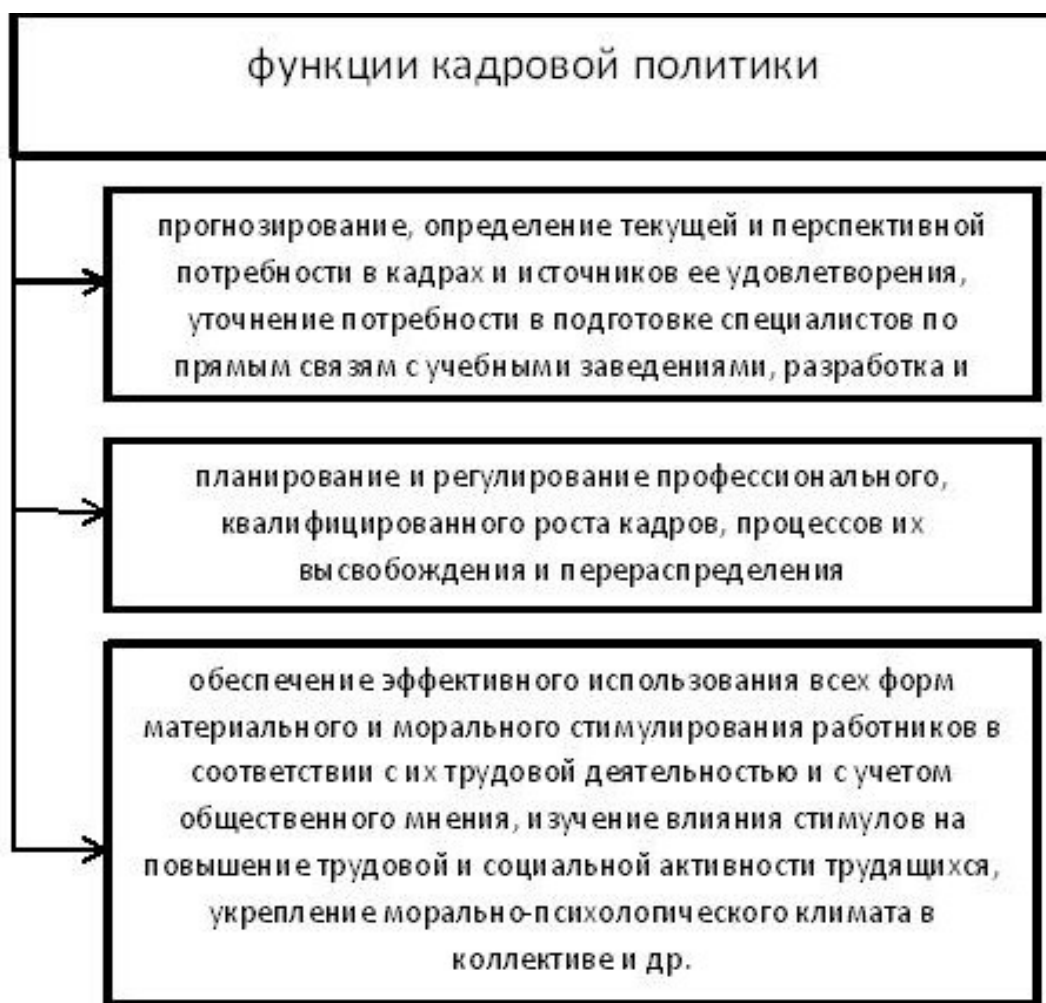 функции кадровой политики
прогнозирование, определение текущей и перспективной
потребности в кадрах и источников ее удовлетворения,
уточнение потребности в подготовке специалистов по
прямым связям с учебными заведениями, разработка и
планирование и регулирование профессионального,
квалифицированного роста кадров, процессов их
высвобождения и перераспределения
обеспечение эффективного использования всех форм
материального и морального стимулирования работников в
соответствии с их трудовой деятельностью и с учетом
общественного мнения, изучение влияния стимулов на
повышение трудовой и социальной активности трудящихся,
укрепление морально-психологического климата в
коллективе и др.